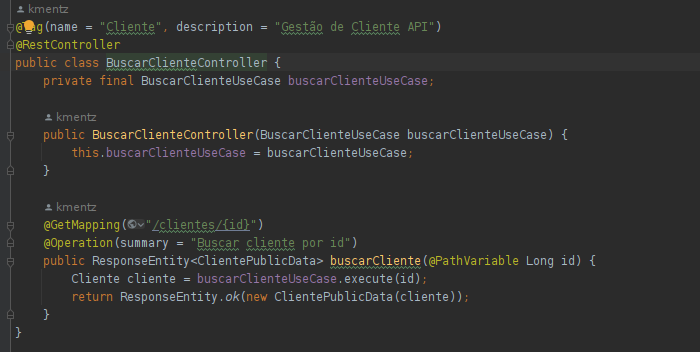 kmentz
@Tag(name = "Cliente", description = "Gestão de Cliente API")
@RestController
public class BuscarClienteController {
private final BuscarClienteUseCase buscarClienteUseCase;
kmentz
public BuscarClienteController(BuscarClienteUseCase buscarClienteUseCase) {
this.buscarClienteUseCase = buscarClienteUseCase;
}
kmentz
@GetMapping("/clientes/{id}")
@Operation(summary = "Buscar cliente por id")
public ResponseEntity<ClientePublicData> buscarCliente(@PathVariable Long id) {
Cliente cliente = buscarClienteUseCase.execute(id);
return ResponseEntity.ok(new ClientePublicData(cliente));
}
}